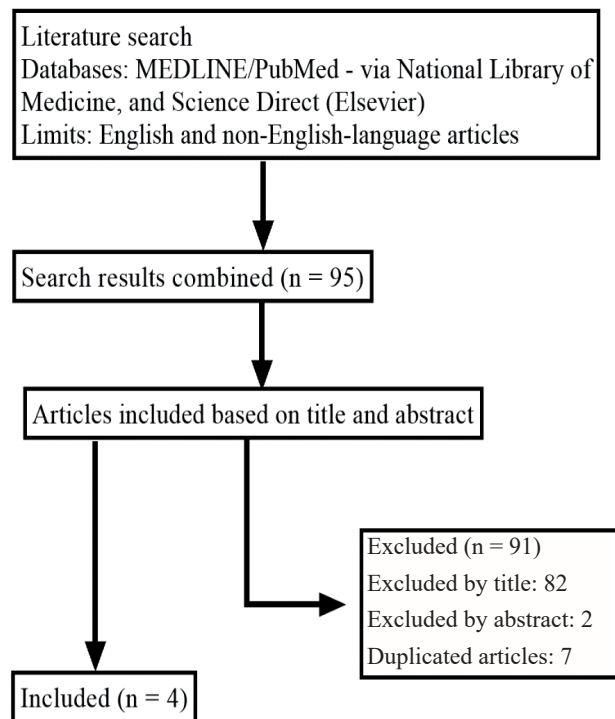 Literature search
Databases: MEDLINE/PubMed - via National Library of
Medicine, and Science Direct (Elsevier)
Limits: English and non-English-language articles
Search results combined (n = 95)
Articles included based on title and abstract
Excluded (n = 91)
Excluded by title: 82
Excluded by abstract: 2
Duplicated articles: 7
Included (n = 4)